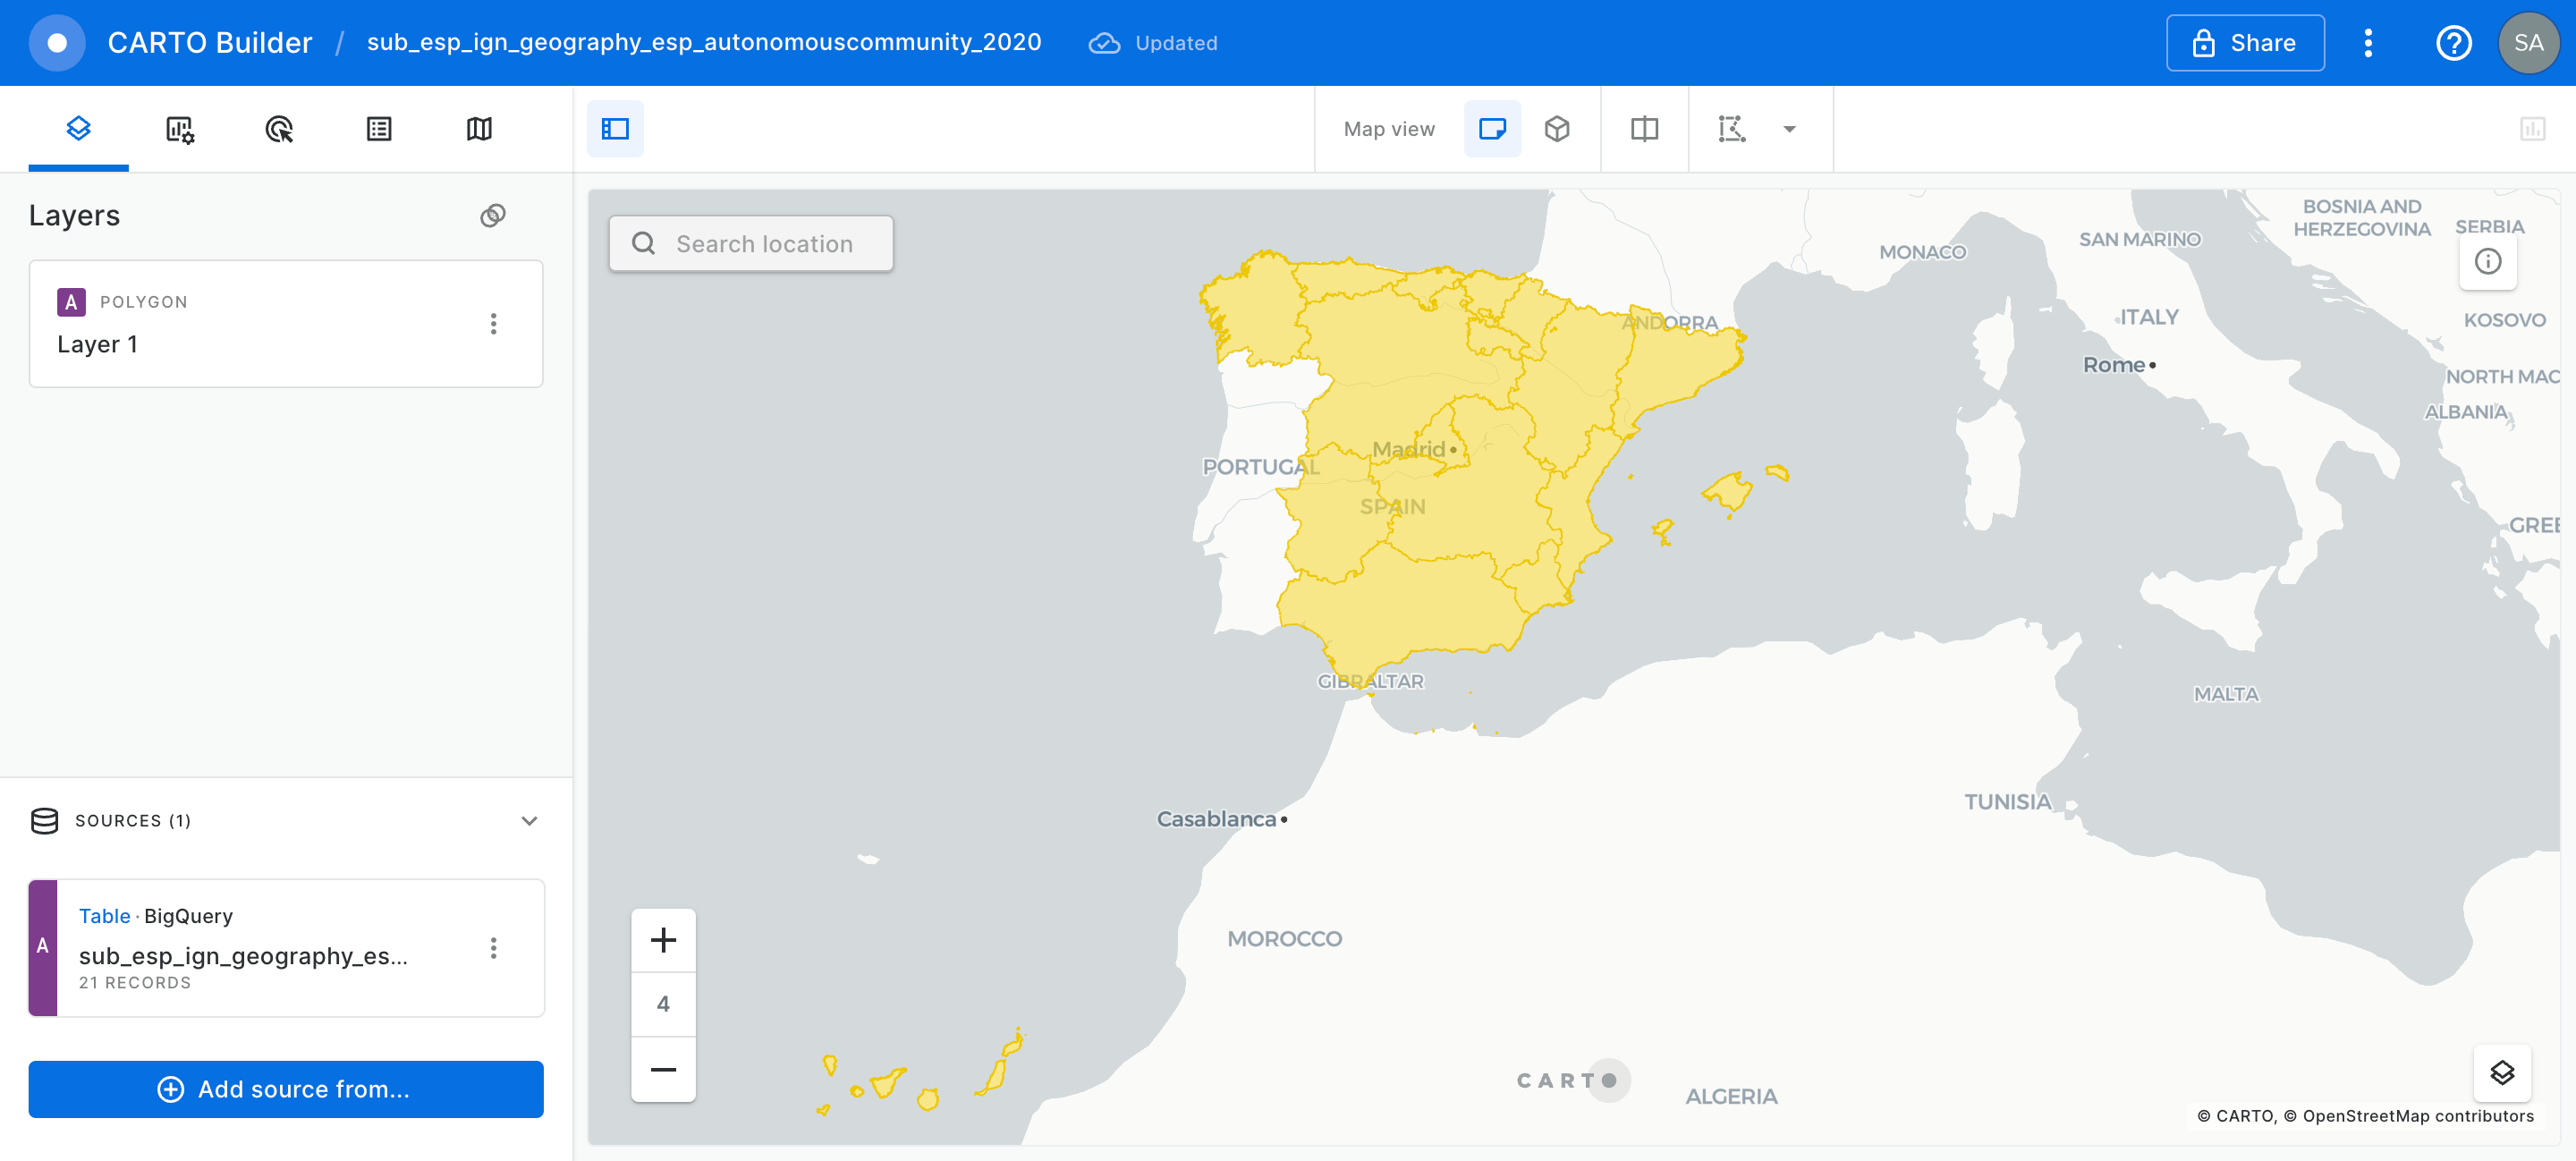 CARTO Builder / sub_esp_ign_geography_esp_autonomouscommunity_2020
Updated
Share
SA
Map view
Layers
A POLYGON
Layer 1
SOURCES (1)
A
Table · BigQuery
sub_esp_ign_geography_es...
21 RECORDS
Add source from...
Search location
BOSNIA AND
HERZEGOVINA
SERBIA
SAN MARINO
MONACO
ITALY
KOSOVO
ANDORRA
Rome
NORTH MAC
ALBANIA
Madrid
PORTUGAL
SPAIN
GREE
GIBRALTAR
MALTA
TUNISIA
Casablanca
MOROCCO
4
CARTO
ALGERIA
© CARTO, © OpenStreetMap contributors